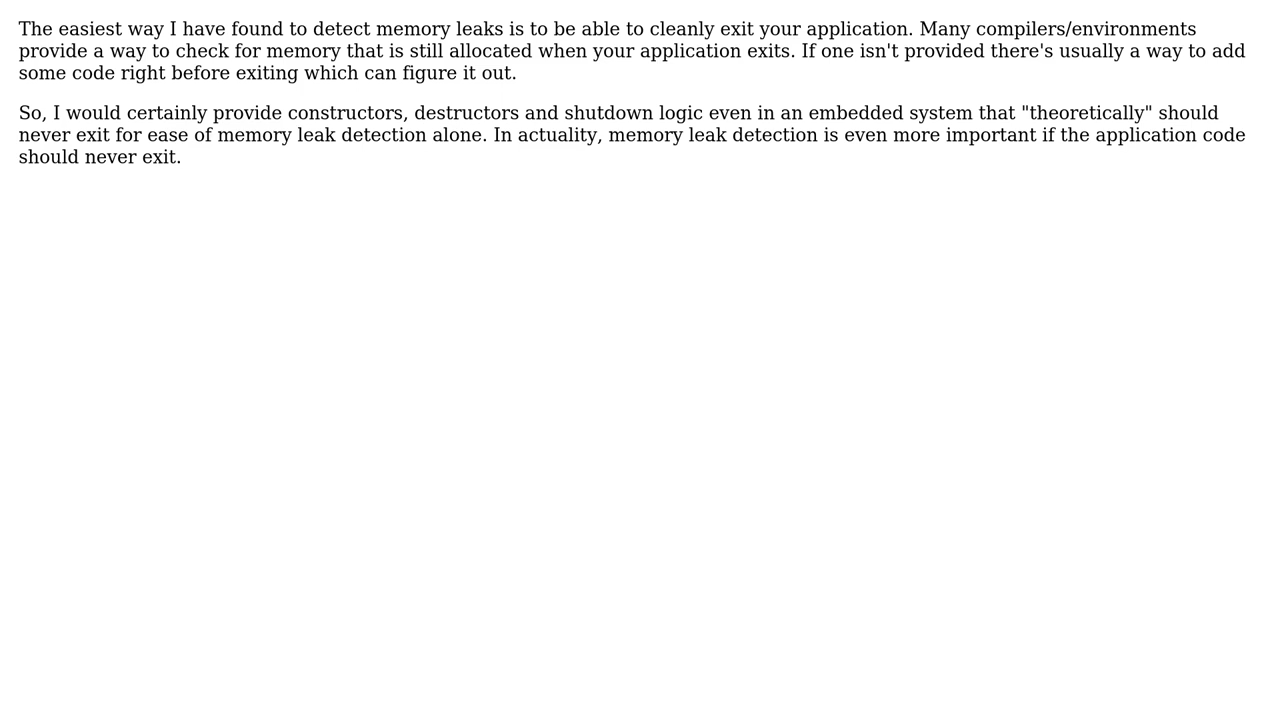 The easiest way I have found to detect memory leaks is to be able to cleanly exit your application. Many compilers/environments
provide a way to check for memory that is still allocated when your application exits. If one isn't provided there's usually a way to add
some code right before exiting which can figure it out.
So, I would certainly provide constructors, destructors and shutdown logic even in an embedded system that "theoretically" should
never exit for ease of memory leak detection alone. In actuality, memory leak detection is even more important if the application code
should never exit.